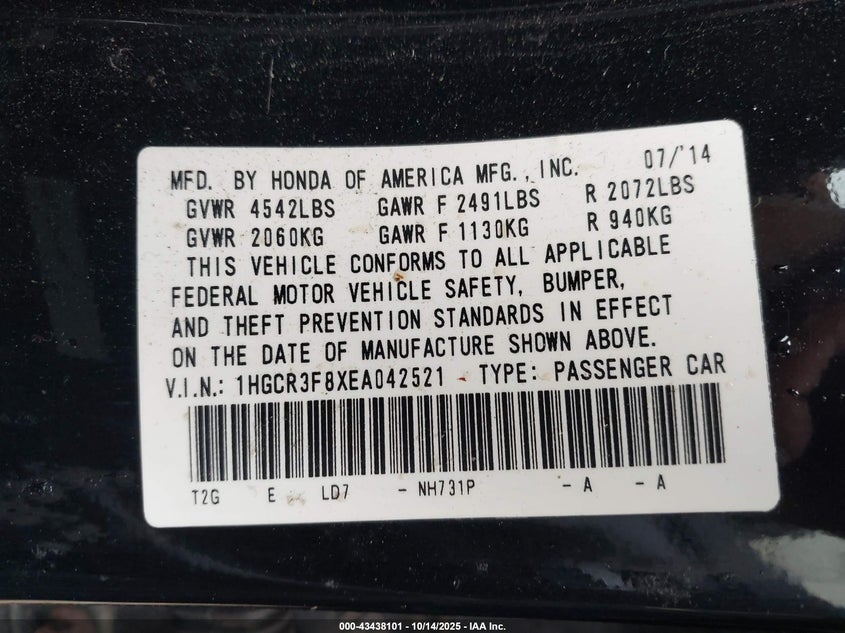 MFD. BY HONDA OF AMERICA MFG., INC. 07/'14
GVWR 4542LBS GAWR F 2491LBS R 2072LBS
GVWR 2060KG GAWR F 1130KG R 940KG
THIS VEHICLE CONFORMS TO ALL APPLICABLE
FEDERAL MOTOR VEHICLE SAFETY, BUMPER,
AND THEFT PREVENTION STANDARDS IN EFFECT
ON THE DATE OF MANUFACTURE SHOWN ABOVE.
V.I.N.: 1HGCR3F8XEA042521 TYPE: PASSENGER CAR
T2G E LD7 - NH731P - A - A
000-43438101 - 10/14/2025 - IAA Inc.